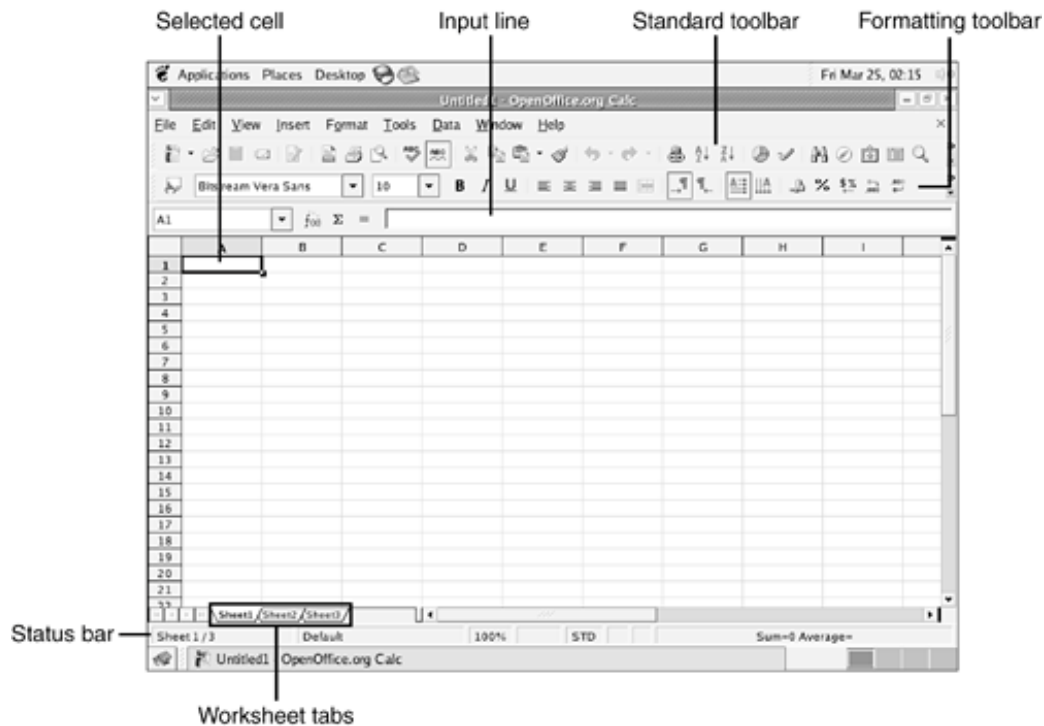 Selected cell Input line Standard toolbar Formatting toolbar
Applications Places Desktop Fri Mar 25, 02:15
Untitled1 - OpenOffice.org Calc
File Edit View Insert Format Tools Data Window Help
Bitstream Vera Sans 10 B I U
A1 f(x) Σ =
A B C D E F G H I
1
2
3
4
5
6
7
8
9
10
11
12
13
14
15
16
17
18
19
20
21
22
Sheet1 Sheet2 Sheet3
Status bar
Sheet 1 / 3 Default 100% STD Sum=0 Average=
Untitled1 - OpenOffice.org Calc
Worksheet tabs